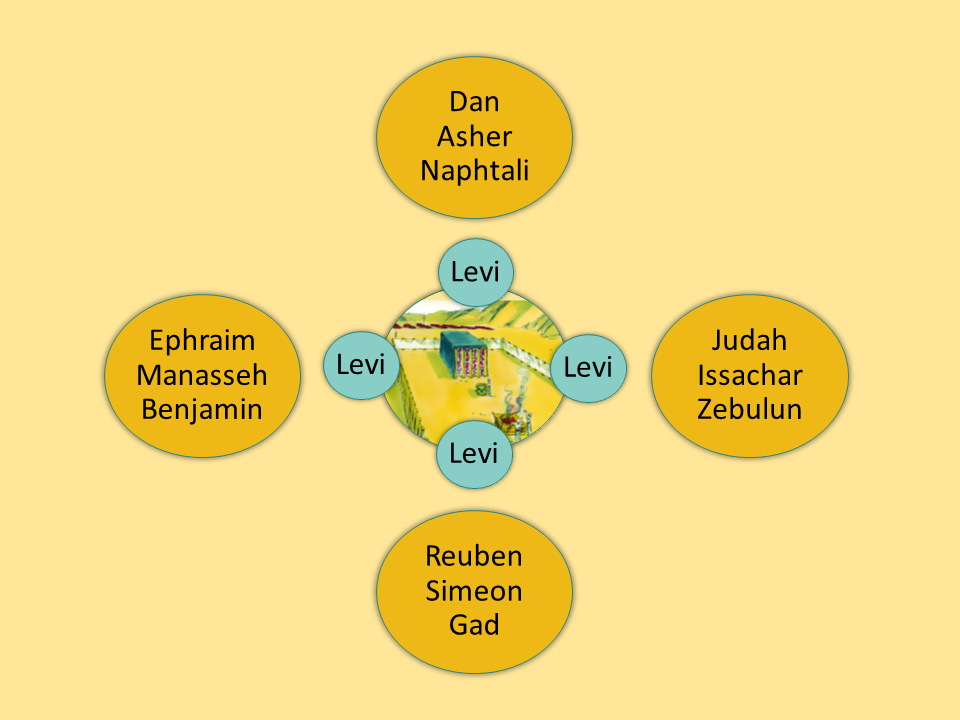 Dan
Asher
Naphtali
Levi
Ephraim
Manasseh
Benjamin
Levi
Levi
Judah
Issachar
Zebulun
Levi
Reuben
Simeon
Gad